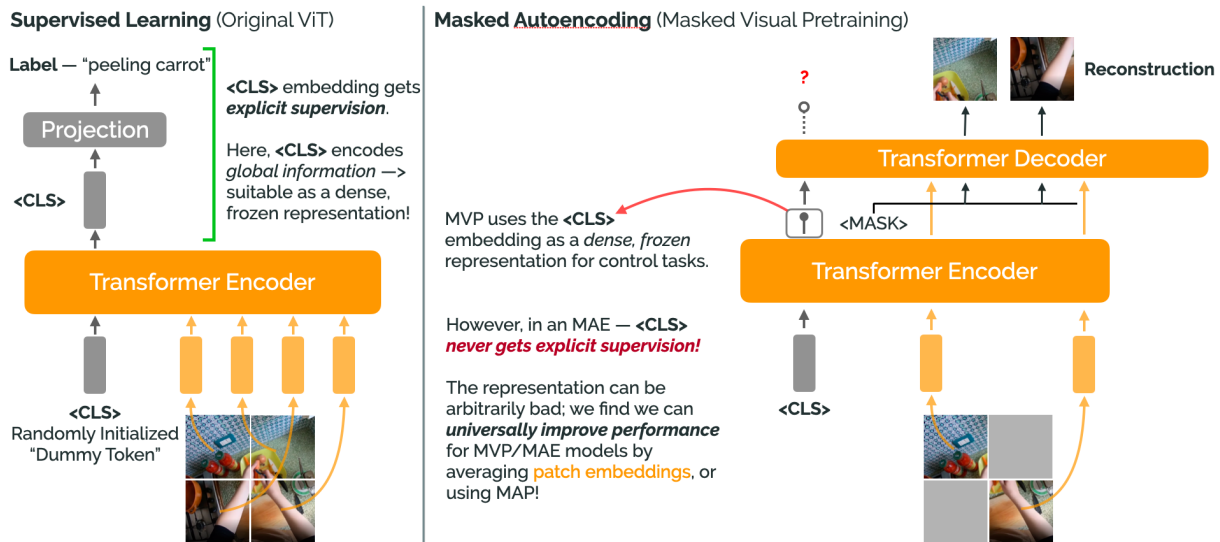 Supervised Learning (Original ViT)
Label — “peeling carrot”
Projection
<CLS>
<CLS> embedding gets
explicit supervision.
Here, <CLS> encodes
global information —>
suitable as a dense,
frozen representation!
Transformer Encoder
<CLS>
Randomly Initialized
“Dummy Token”
Masked Autoencoding (Masked Visual Pretraining)
?
Reconstruction
Transformer Decoder
MVP uses the <CLS>
embedding as a dense, frozen
representation for control tasks.
<MASK>
Transformer Encoder
However, in an MAE — <CLS>
never gets explicit supervision!
The representation can be
arbitrarily bad; we find we can
universally improve performance
for MVP/MAE models by
averaging patch embeddings, or
using MAP!
<CLS>